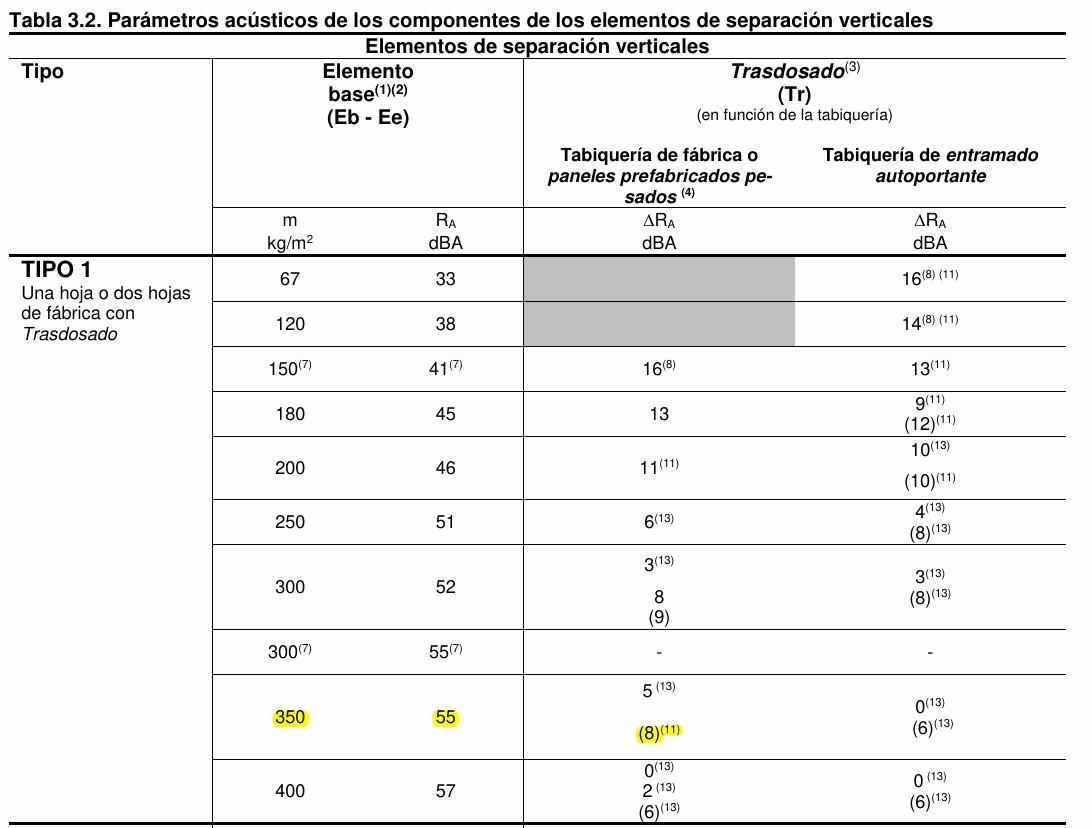 Tabla 3.2. Parámetros acústicos de los componentes de los elementos de separación verticales
Elementos de separación verticales
Tipo
Elemento
base(1)(2)
(Eb - Ee)
Trasdosado(3)
(Tr)
(en función de la tabiquería)
Tabiquería de fábrica o
paneles prefabricados pe-
sados (4)
Tabiquería de entramado
autoportante
m
kg/m2
RA
dBA
ΔRA
dBA
ΔRA
dBA
TIPO 1
Una hoja o dos hojas
de fábrica con
Trasdosado
67 33 16(8) (11)
120 38 14(8) (11)
150(7) 41(7) 16(8) 13(11)
180 45 13 9(11)
(12)(11)
200 46 11(11) 10(13)
(10)(11)
250 51 6(13) 4(13)
(8)(13)
300 52 3(13)
8
(9)
3(13)
(8)(13)
300(7) 55(7) - -
350 55 5 (13)
(8)(11)
0(13)
(6)(13)
400 57 0(13)
2 (13)
(6)(13)
0 (13)
(6)(13)